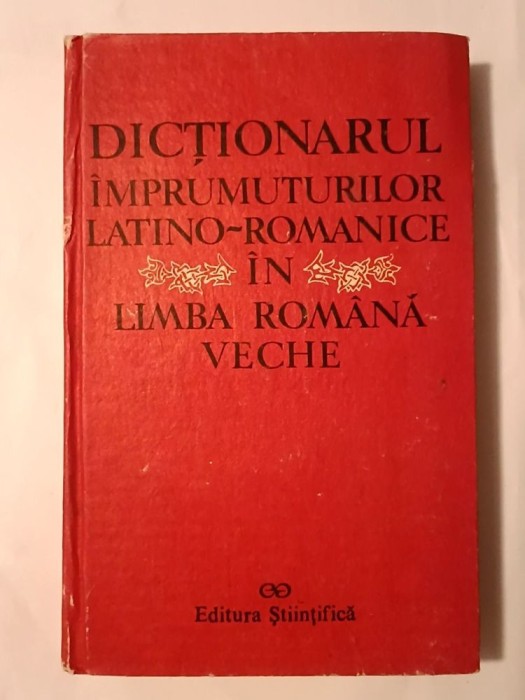 DICȚIONARUL
ÎMPRUMUTURILOR
LATINO-ROMANICE
ÎN
LIMBA ROMÂNĂ
VECHE
Editura Științifică